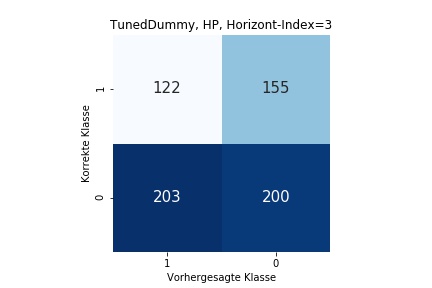 TunedDummy, HP, Horizont-Index=3
Korrekte Klasse
1
122 155
0
203 200
1 0
Vorhergesagte Klasse